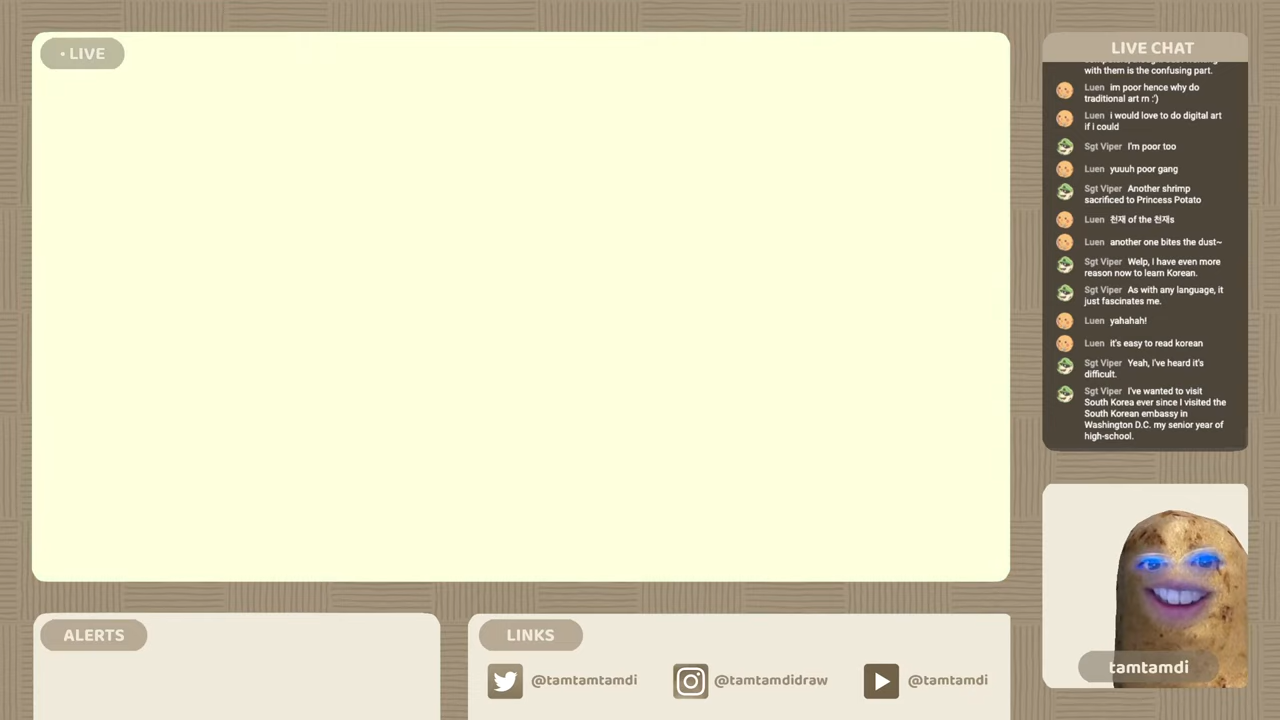 • LIVE
LIVE CHAT
with them is the confusing part.
Luen im poor hence why do
traditional art rn :')
Luen i would love to do digital art
if i could
Sgt Viper I'm poor too
Luen yuuuh poor gang
Sgt Viper Another shrimp
sacrificed to Princess Potato
Luen 천재 of the 천재s
Luen another one bites the dust~
Sgt Viper Welp, I have even more
reason now to learn Korean.
Sgt Viper As with any language, it
just fascinates me.
Luen yahahah!
Luen it's easy to read korean
Sgt Viper Yeah, I've heard it's
difficult.
Sgt Viper I've wanted to visit
South Korea ever since I visited the
South Korean embassy in
Washington D.C. my senior year of
high-school.
ALERTS
LINKS
@tamtamtamdi
@tamtamdidraw
@tamtamdi
tamtamdi